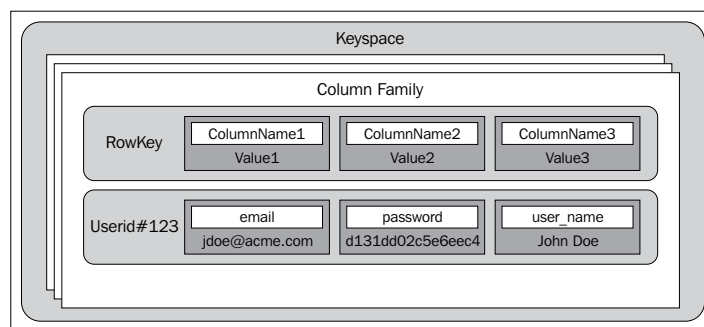 Keyspace
Column Family
RowKey
ColumnName1
Value1
ColumnName2
Value2
ColumnName3
Value3
Userid#123
email
jdoe@acme.com
password
d131dd02c5e6eec4
user_name
John Doe